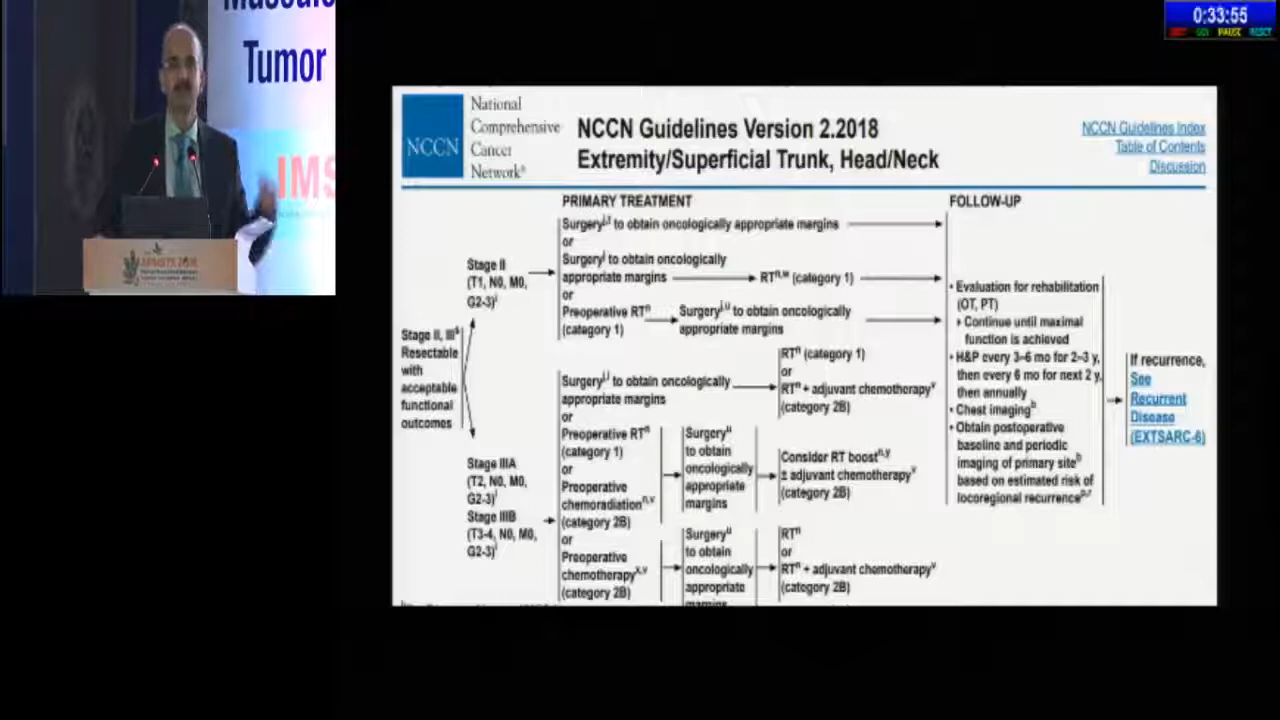 Musculo
Tumor
IMS
0:33:55
PAUSE
NCCN
National
Comprehensive
Cancer
Network®
NCCN Guidelines Version 2.2018
Extremity/Superficial Trunk, Head/Neck
NCCN Guidelines Index
Table of Contents
Discussion
PRIMARY TREATMENT
FOLLOW-UP
Stage II, III
Resectable
with
acceptable
functional
outcomes
Stage II
(T1, N0, M0,
G2-3)
Surgery to obtain oncologically appropriate margins
or
Surgery to obtain oncologically
appropriate margins
RT (category 1)
or
Preoperative RT
(category 1)
Surgery to obtain oncologically
appropriate margins
Stage IIIA
(T2, N0, M0,
G2-3)
Stage IIIB
(T3-4, N0, M0,
G2-3)
Surgery to obtain oncologically
appropriate margins
RT (category 1)
or
RT + adjuvant chemotherapy
(category 2B)
or
Preoperative RT
(category 1)
or
Preoperative
chemoradiation
(category 2B)
Surgery
to obtain
oncologically
appropriate
margins
Consider RT boost
± adjuvant chemotherapy
(category 2B)
or
Preoperative
chemotherapy
(category 2B)
Surgery
to obtain
oncologically
appropriate
margins
RT
or
RT + adjuvant chemotherapy
(category 2B)
• Evaluation for rehabilitation
(OT, PT)
Continue until maximal
function is achieved
• H&P every 3–6 mo for 2–3 y,
then every 6 mo for next 2 y,
then annually
• Chest imaging
• Obtain postoperative
baseline and periodic
imaging of primary site
based on estimated risk of
locoregional recurrence
If recurrence,
See
Recurrent
Disease
(EXTSARC-6)